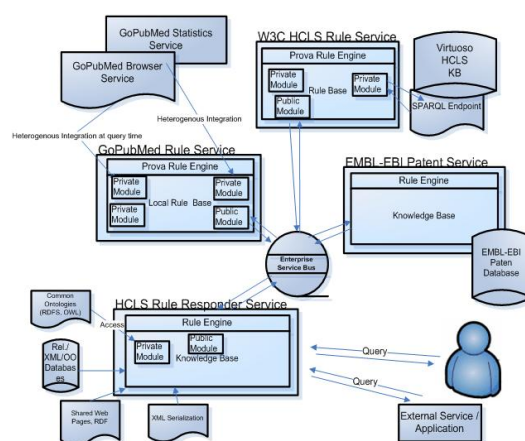 GoPubMed Statistics
Service
GoPubMed Browser
Service
Heterogenous Integration
Heterogenous Integration at query time
W3C HCLS Rule Service
Prova Rule Engine
Private
Module
Public
Module
Rule Base
Private
Module
Virtuoso
HCLS
KB
SPARQL Endpoint
GoPubMed Rule Service
Prova Rule Engine
Private
Module
Private
Module
Local Rule Base
Private
Module
Public
Module
EMBL-EBI Patent Service
Rule Engine
Knowledge Base
EMBL-EBI
Paten
Database
Enterprise
Service Bus
HCLS Rule Responder Service
Rule Engine
Private
Module
Public
Module
Knowledge Base
Common
Ontologies
(RDFS, OWL)
Access
Rel./
XML/OO
Databas
es
Shared Web
Pages, RDF
XML Serialization
Query
Query
External Service /
Application